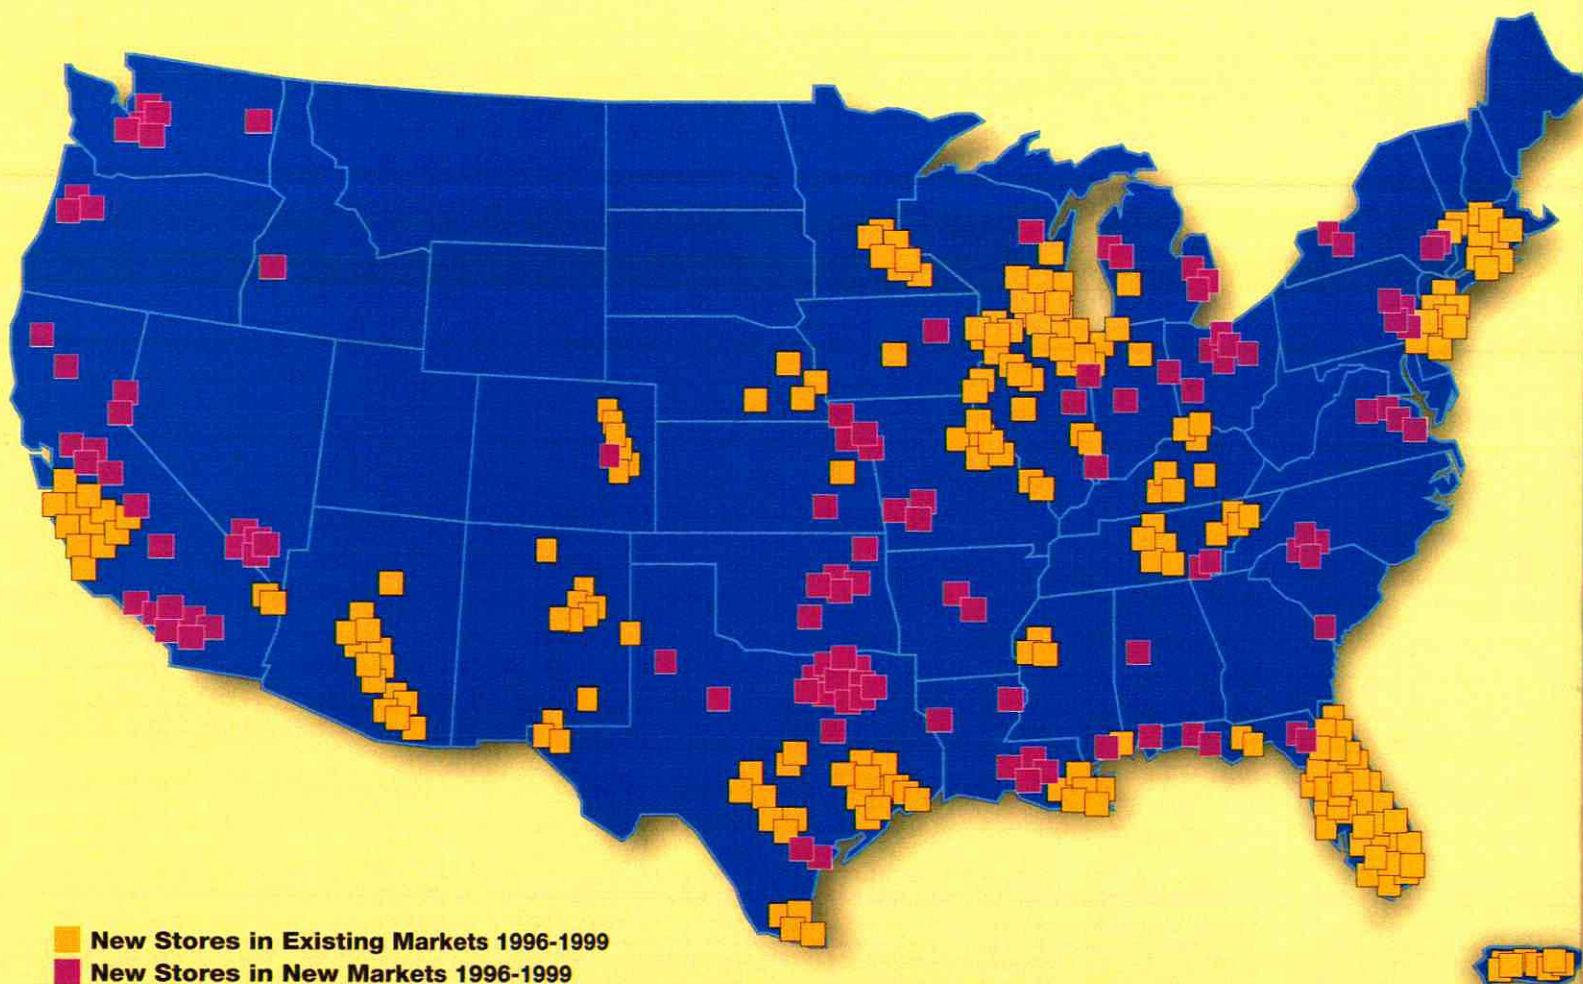 New Stores in Existing Markets 1996-1999
New Stores in New Markets 1996-1999